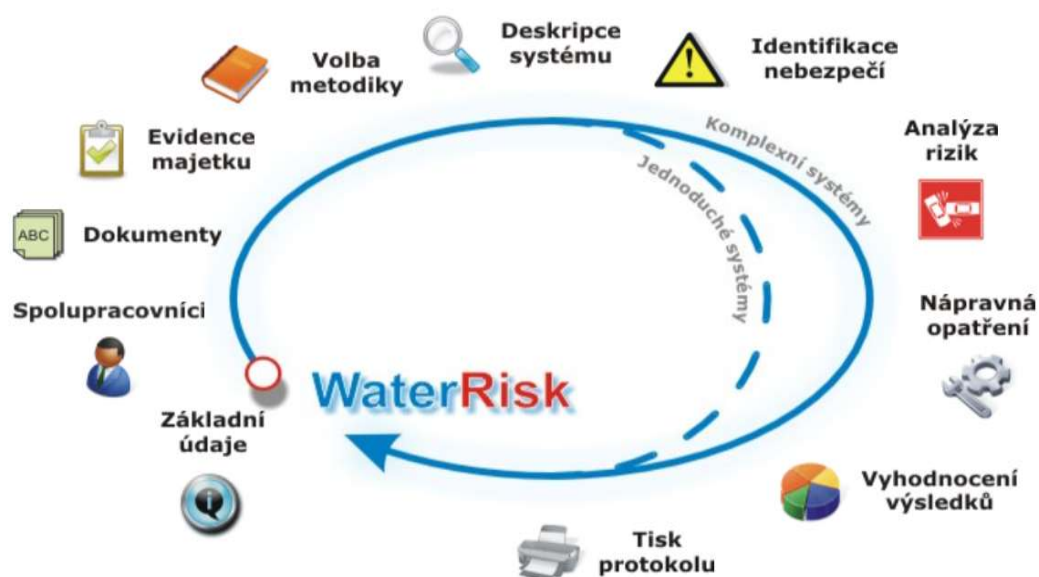 Deskripce
systému
Volba
metodiky
Identifikace
nebezpečí
Evidence
majetku
Komplexní systémy
Jednoduché systémy
Analýza
rizik
ABC
Dokumenty
Spolupracovníci
Nápravná
opatření
WaterRisk
Základní
údaje
i
Vyhodnocení
výsledků
Tisk
protokolu